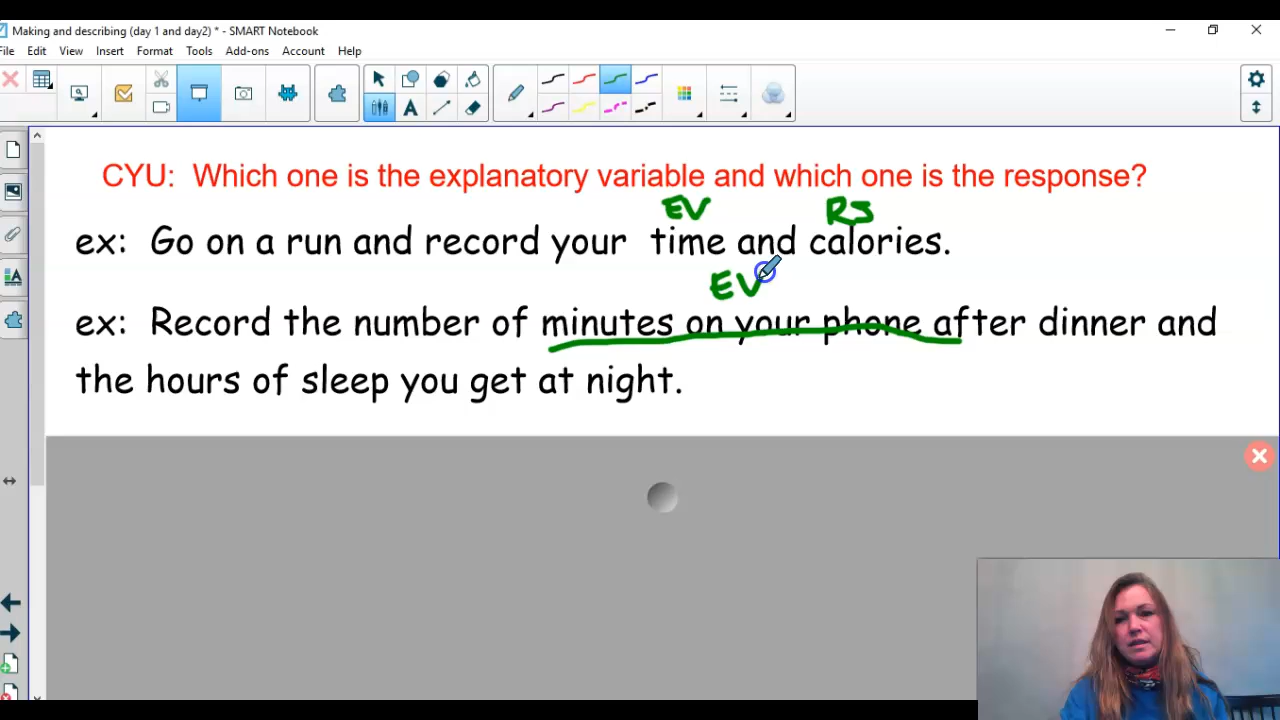 Making and describing (day 1 and day2) * - SMART Notebook
File Edit View Insert Format Tools Add-ons Account Help
CYU: Which one is the explanatory variable and which one is the response?
EV RS
ex: Go on a run and record your time and calories.
EV
ex: Record the number of minutes on your phone after dinner and
the hours of sleep you get at night.